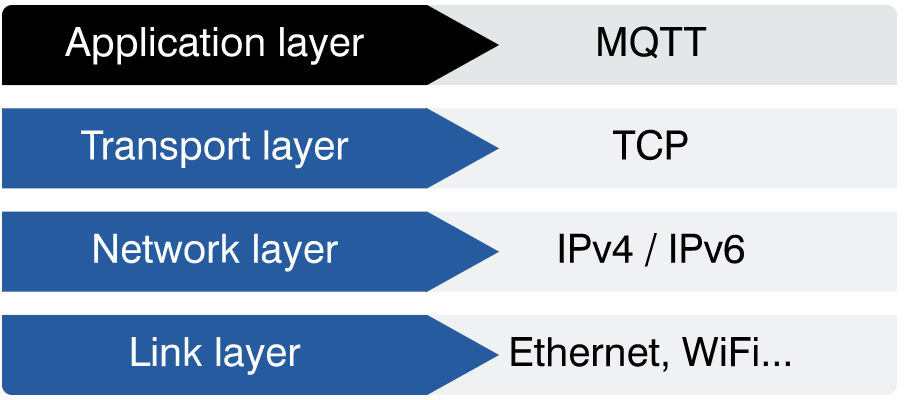 Application layer MQTT
Transport layer TCP
Network layer IPv4 / IPv6
Link layer Ethernet, WiFi...